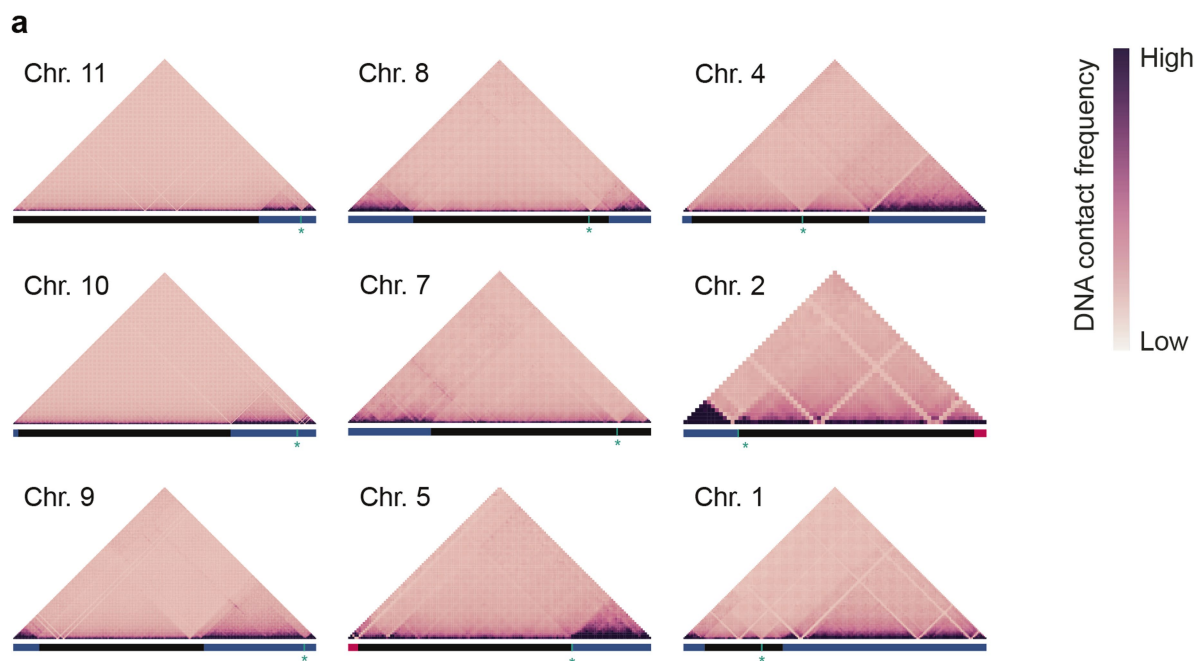 a
Chr. 11
Chr. 8
Chr. 4
High
DNA contact frequency
Low
*
*
*
Chr. 10
Chr. 7
Chr. 2
*
*
*
Chr. 9
Chr. 5
Chr. 1
*
*
*